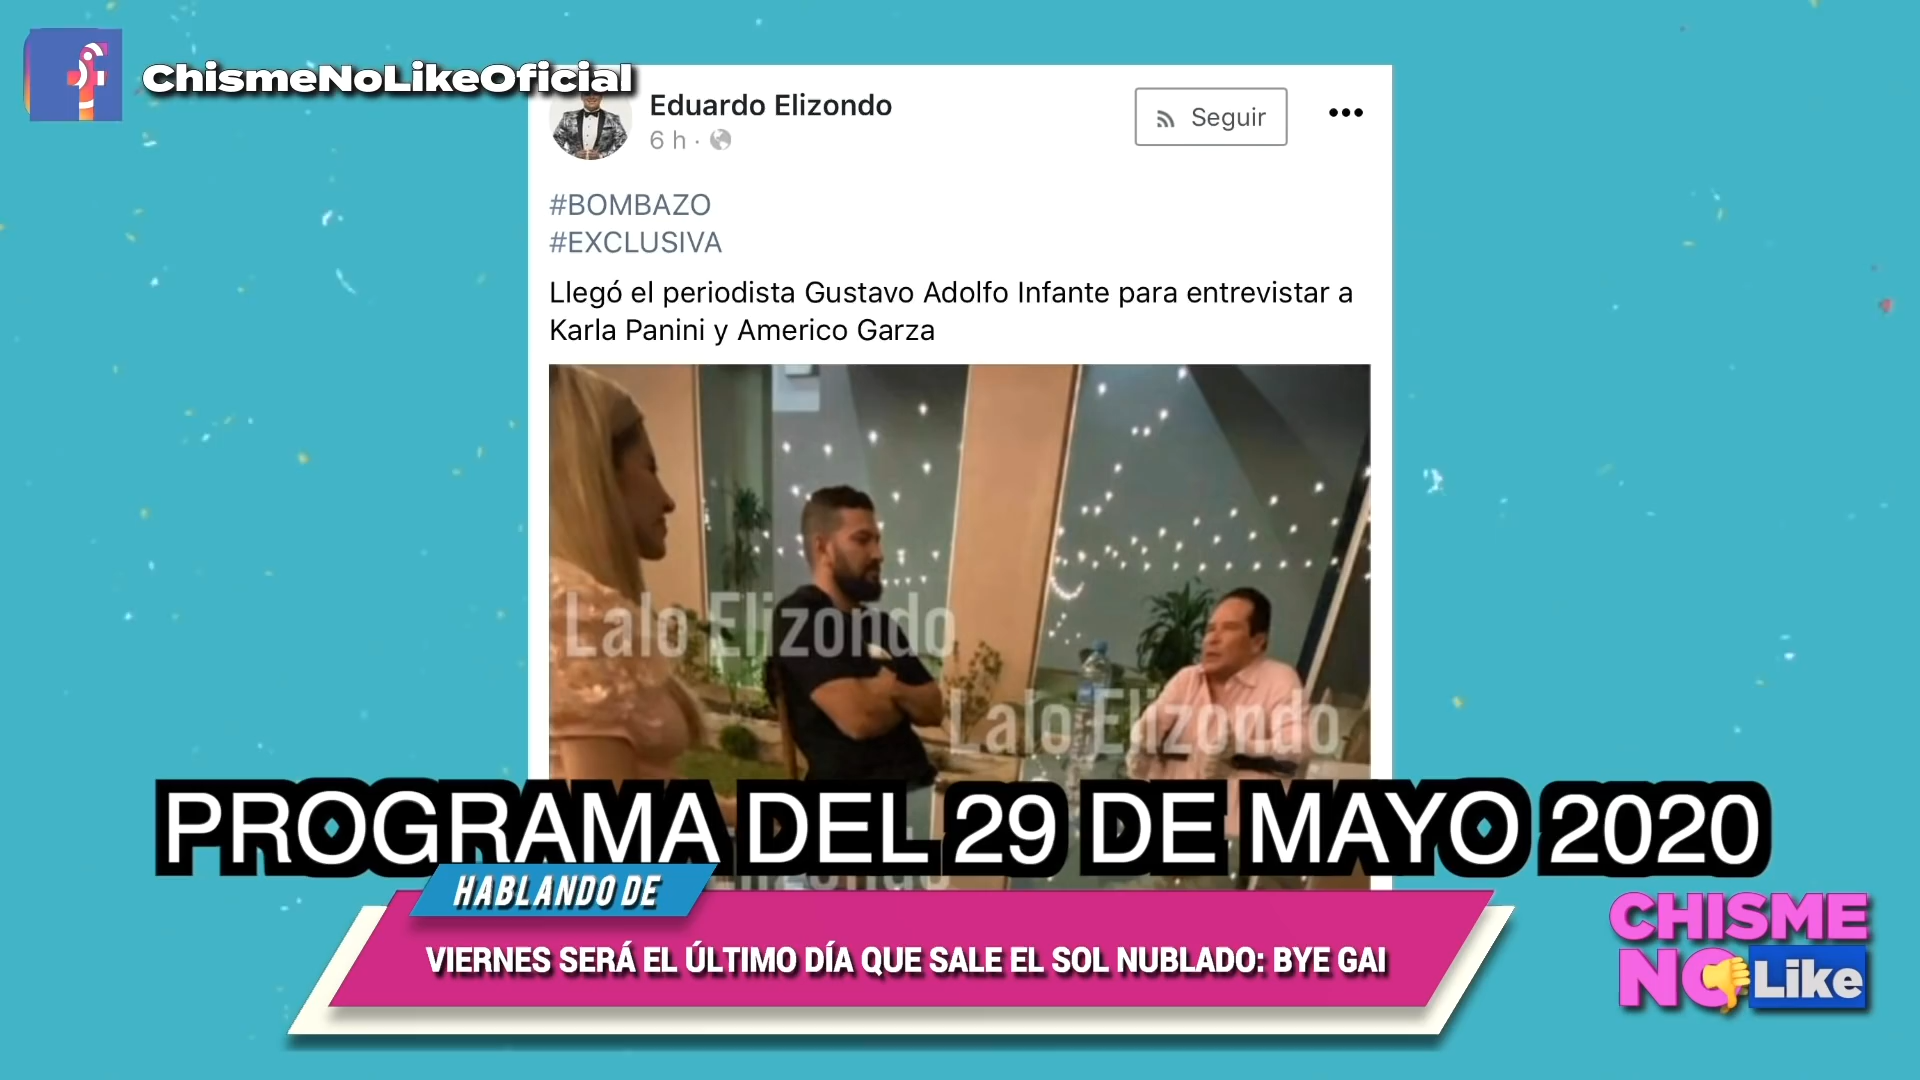 ChismeNoLikeOficial
Eduardo Elizondo
6 h ·
Seguir
#BOMBAZO
#EXCLUSIVA
Llegó el periodista Gustavo Adolfo Infante para entrevistar a
Karla Panini y Americo Garza
Lalo Elizondo
Lalo Elizondo
PROGRAMA DEL 29 DE MAYO 2020
HABLANDO DE
VIERNES SERÁ EL ÚLTIMO DÍA QUE SALE EL SOL NUBLADO: BYE GAI
CHISME
NO Like